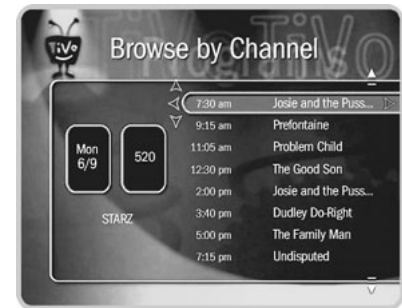 TiVo
Browse by Channel
7:30 am Josie and the Puss...
9:15 am Prefontaine
11:05 am Problem Child
12:30 pm The Good Son
2:00 pm Josie and the Puss...
3:40 pm Dudley Do-Right
5:00 pm The Family Man
7:15 pm Undisputed
Mon
6/9
520
STARZ